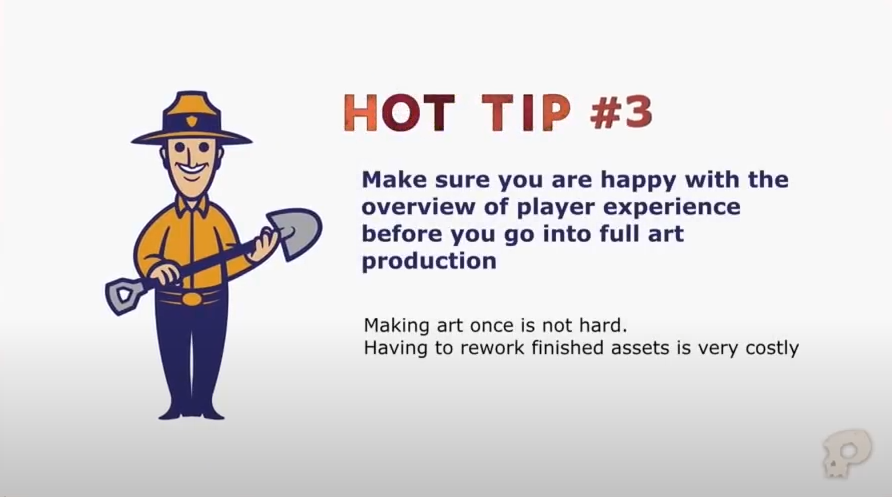 HOT TIP #3
Make sure you are happy with the
overview of player experience
before you go into full art
production
Making art once is not hard.
Having to rework finished assets is very costly